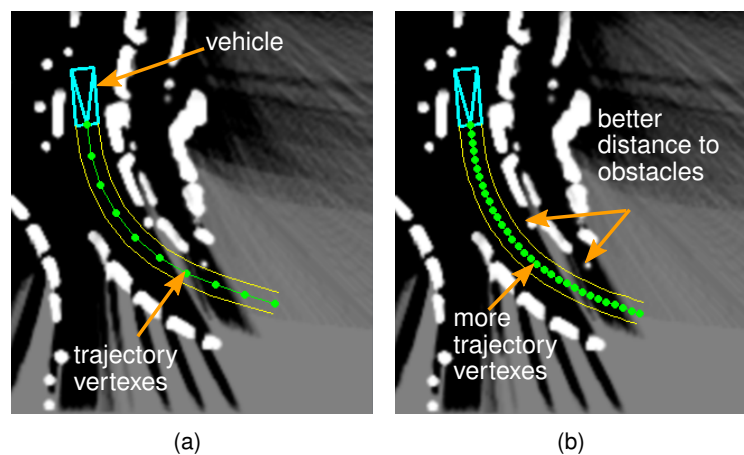 vehicle
trajectory
vertexes
better
distance to
obstacles
more
trajectory
vertexes
(a)
(b)